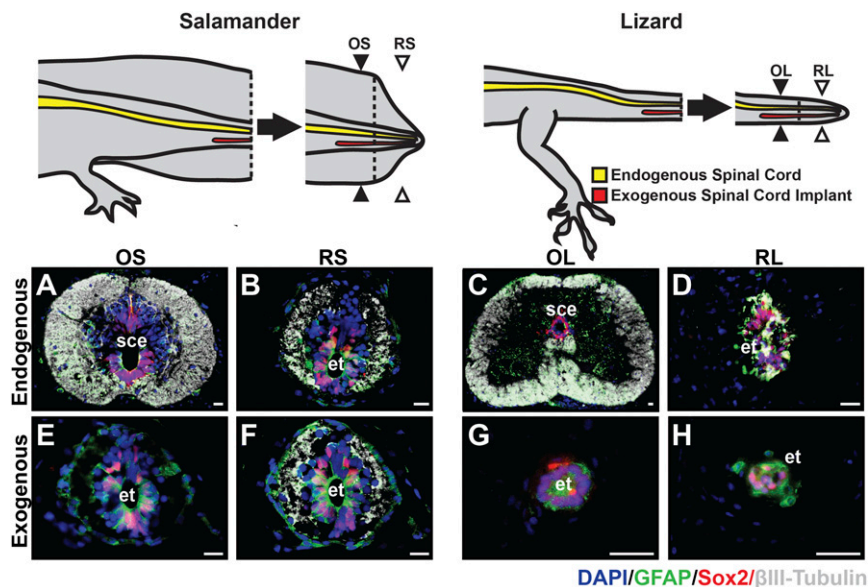 Salamander
Lizard
OS RS
OL RL
Endogenous Spinal Cord
Exogenous Spinal Cord Implant
OS RS OL RL
Endogenous
A sce
B et
C sce
D et
Exogenous
E et
F et
G et
H et
DAPI/GFAP/Sox2/βIII-Tubulin